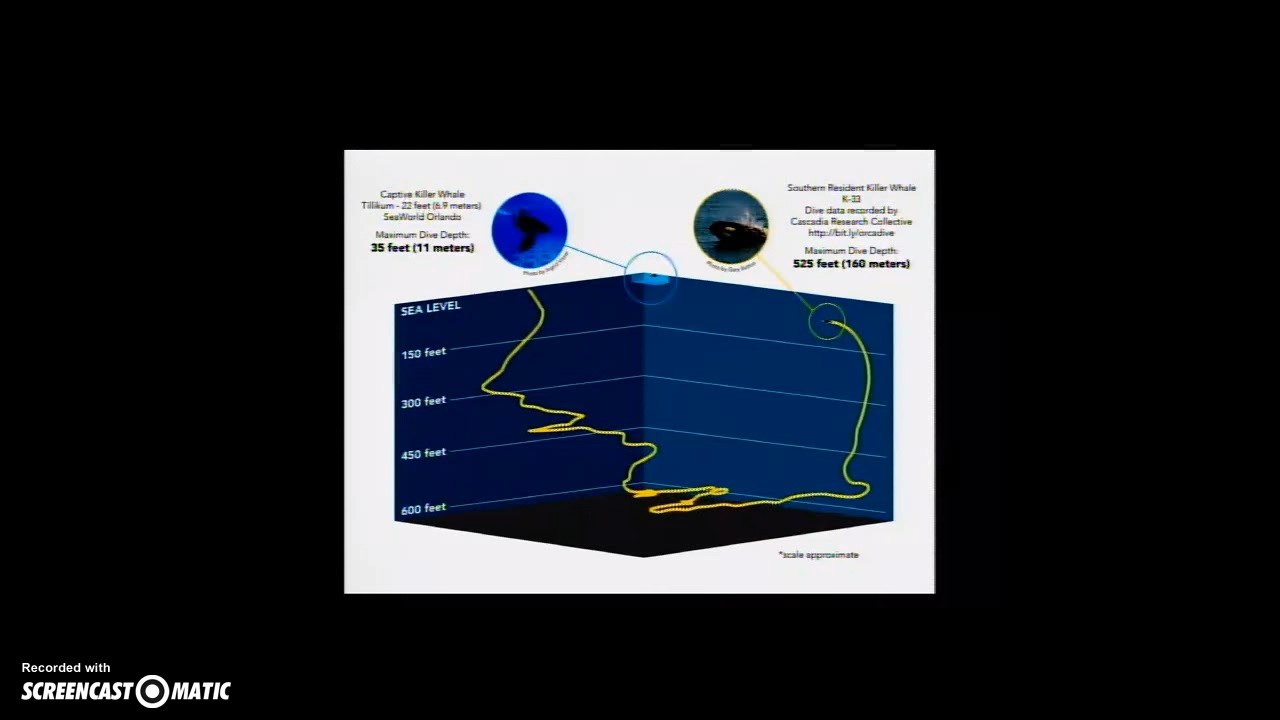 Captive Killer Whale
Tillikum - 22 feet (6.9 meters)
SeaWorld Orlando
Maximum Dive Depth:
35 feet (11 meters)
Southern Resident Killer Whale
K-33
Dive data recorded by
Cascadia Research Collective
http://bit.ly/orcadive
Maximum Dive Depth:
525 feet (160 meters)
SEA LEVEL
150 feet
300 feet
450 feet
600 feet
*scale approximate
Recorded with
SCREENCAST-O-MATIC